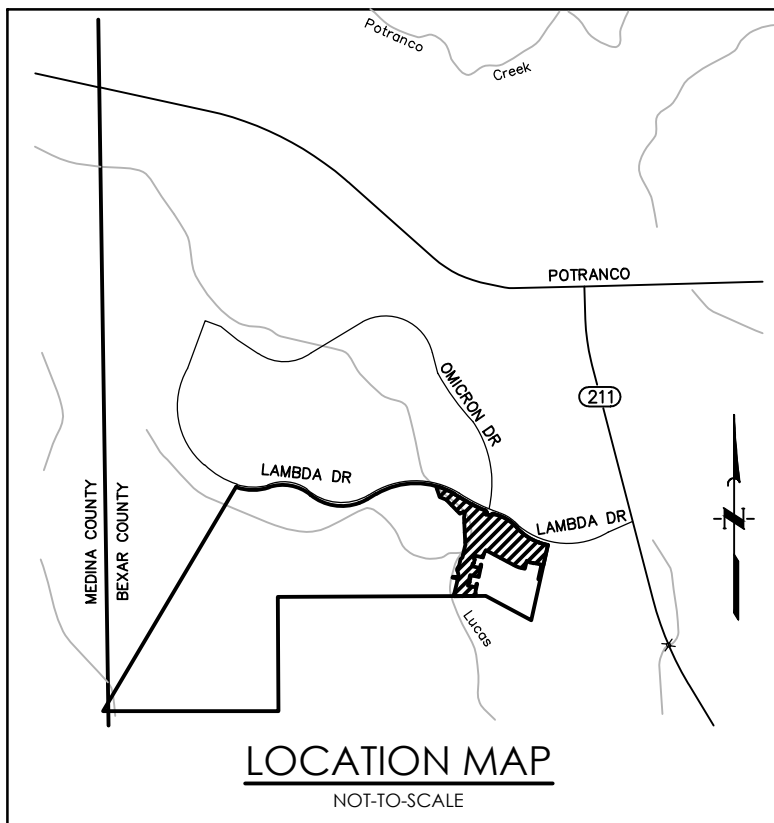 Potranco
Creek
POTRANCO
OMICRON DR
211
LAMBDA DR
LAMBDA DR
MEDINA COUNTY
BEXAR COUNTY
N
Lucas
LOCATION MAP
NOT-TO-SCALE